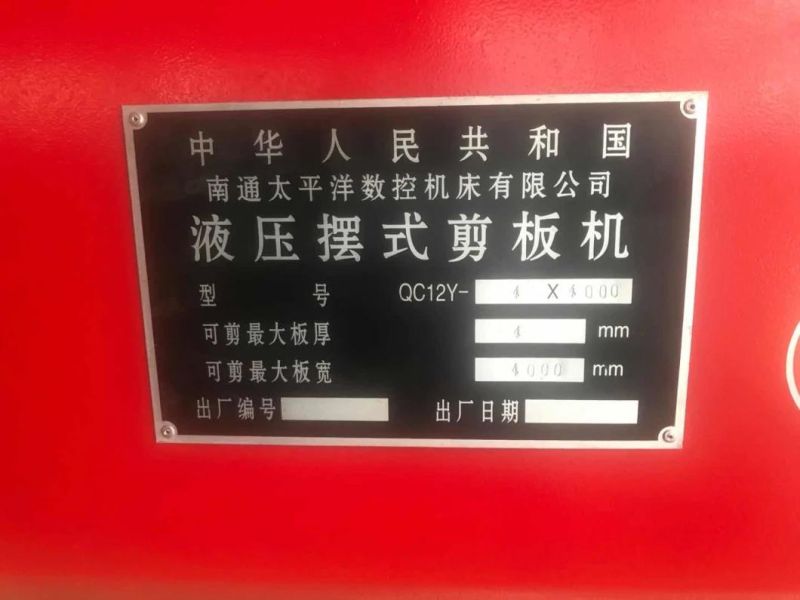 中华人民共和国
南通太平洋数控机床有限公司
液压摆式剪板机
型 号 QC12Y- 4 X 4000
可剪最大板厚 4 mm
可剪最大板宽 4000 mm
出厂编号 出厂日期